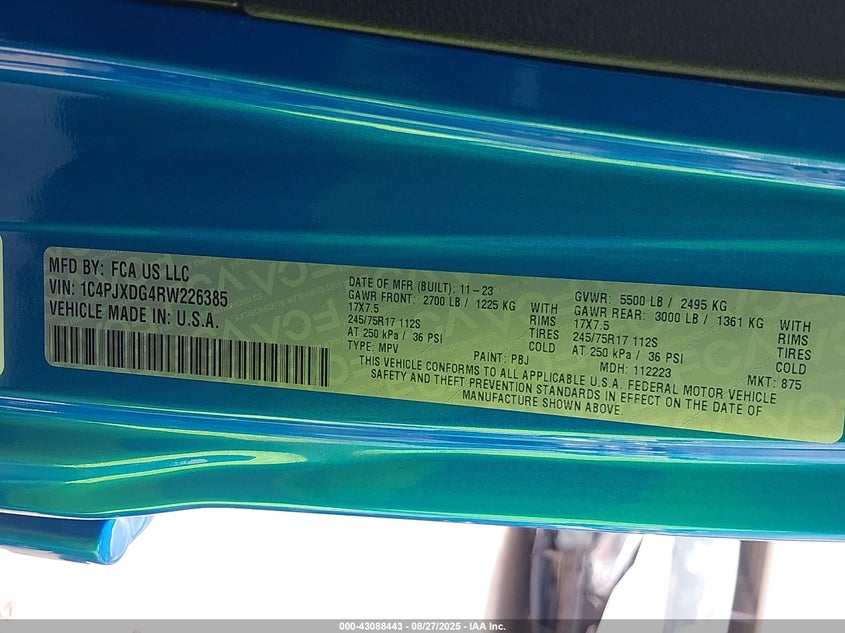 MFD BY: FCA US LLC
VIN: 1C4PJXDG4RW226385
VEHICLE MADE IN: U.S.A.
DATE OF MFR (BUILT): 11-23
GAWR FRONT: 2700 LB / 1225 KG WITH
17X7.5 RIMS
245/75R17 112S TIRES
AT 250 kPa / 36 PSI COLD
TYPE: MPV PAINT: PBJ
GVWR: 5500 LB / 2495 KG
GAWR REAR: 3000 LB / 1361 KG WITH
17X7.5 RIMS
245/75R17 112S TIRES
AT 250 kPa / 36 PSI COLD
MDH: 112223 MKT: 875
THIS VEHICLE CONFORMS TO ALL APPLICABLE U.S.A. FEDERAL MOTOR VEHICLE
SAFETY AND THEFT PREVENTION STANDARDS IN EFFECT ON THE DATE OF
MANUFACTURE SHOWN ABOVE.
000-43088443 - 08/27/2025 - IAA Inc.